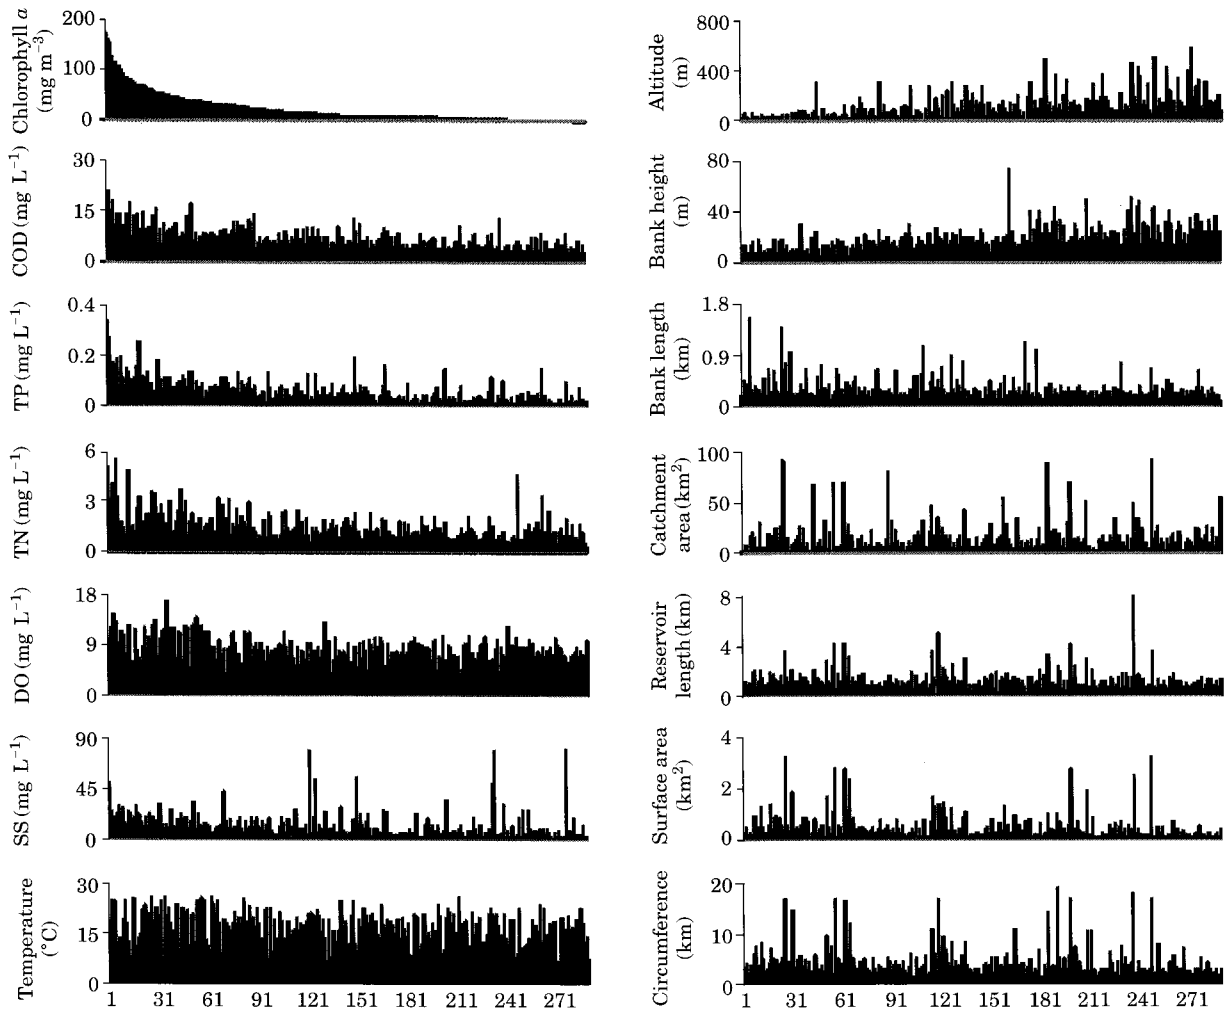 Chlorophyll a
(mg m⁻³)
200
100
0
COD (mg L⁻¹)
30
15
0
TP (mg L⁻¹)
0.4
0.2
0
TN (mg L⁻¹)
6
3
0
DO (mg L⁻¹)
18
9
0
SS (mg L⁻¹)
90
45
0
Temperature
(°C)
30
15
0
1 31 61 91 121 151 181 211 241 271
Altitude
(m)
800
400
0
Bank height
(m)
80
40
0
Bank length
(km)
1.8
0.9
0
Catchment
area (km²)
100
50
0
Reservoir
length (km)
8
4
0
Surface area
(km²)
4
2
0
Circumference
(km)
20
10
0
1 31 61 91 121 151 181 211 241 271